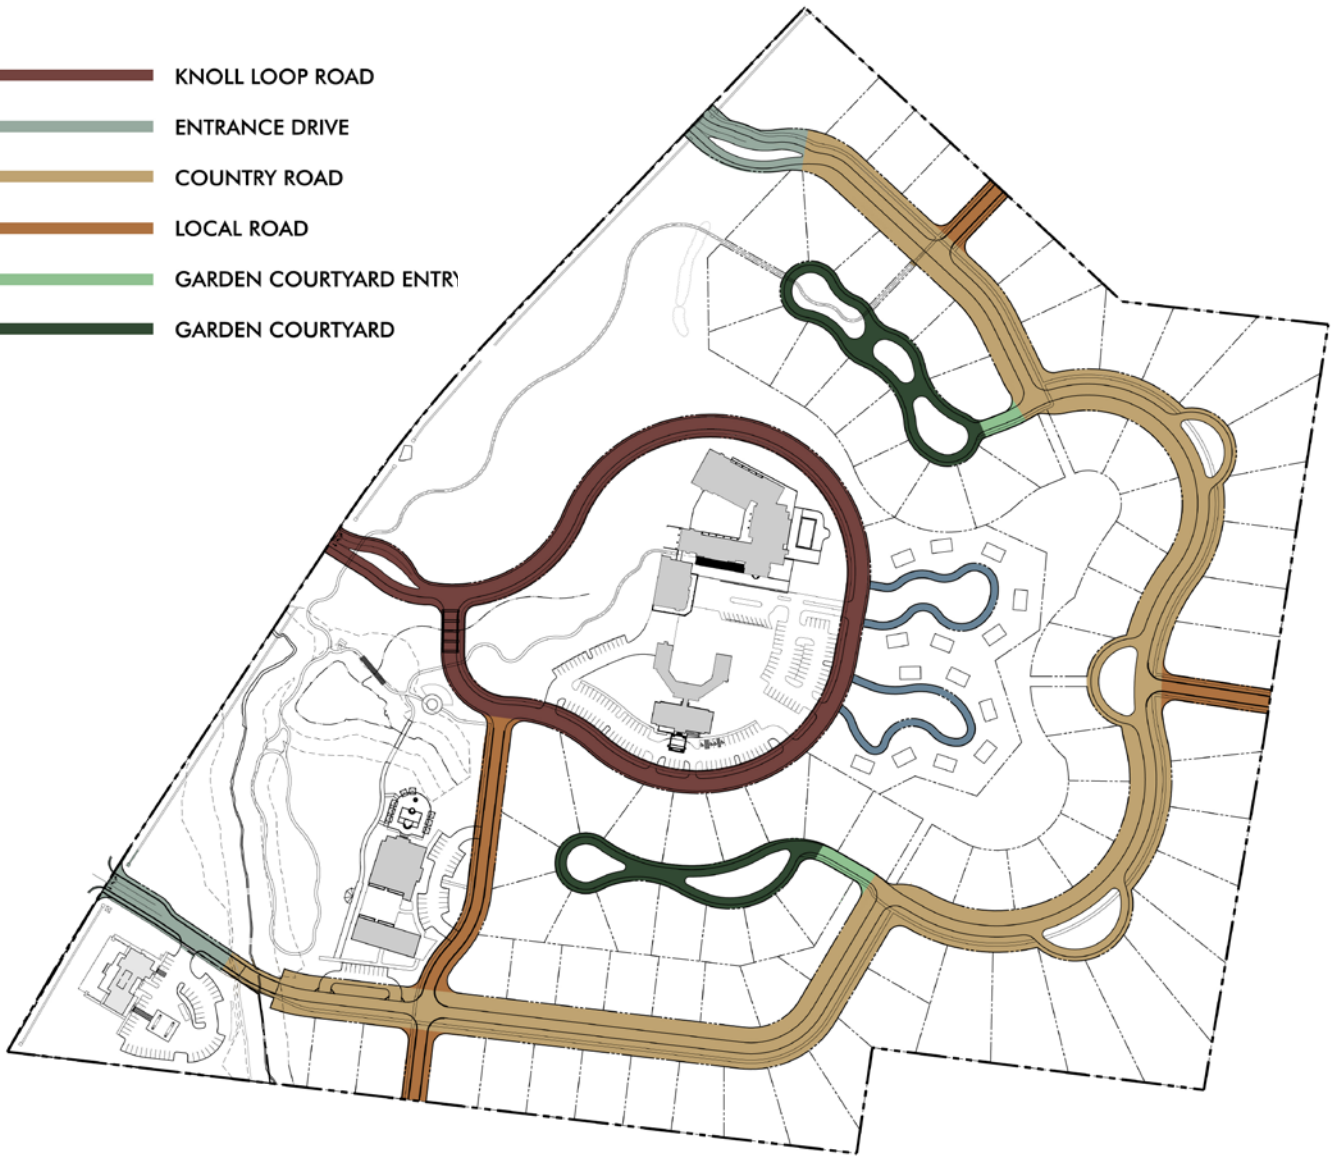 KNOLL LOOP ROAD
ENTRANCE DRIVE
COUNTRY ROAD
LOCAL ROAD
GARDEN COURTYARD ENTRY
GARDEN COURTYARD